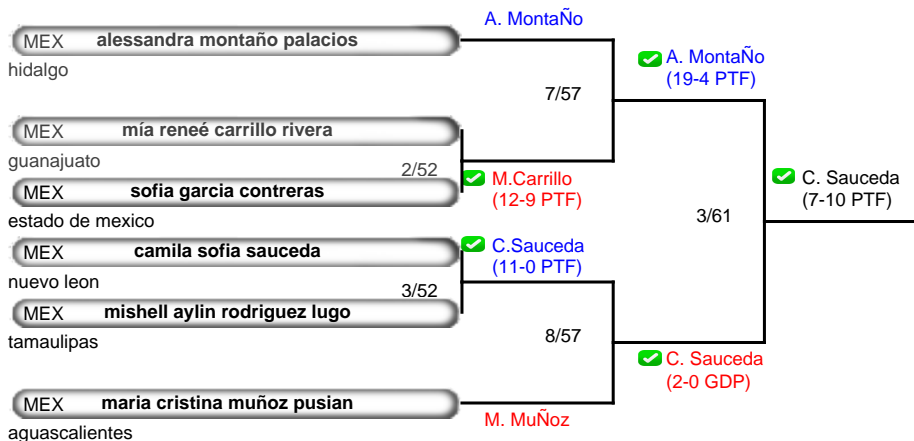 A. MontaÑo
MEX alessandra montaño palacios
hidalgo
A. MontaÑo
(19-4 PTF)
7/57
MEX mía reneé carrillo rivera
guanajuato
2/52
M.Carrillo
(12-9 PTF)
MEX sofia garcia contreras
estado de mexico
C. Sauceda
(7-10 PTF)
3/61
MEX camila sofia sauceda
nuevo leon
C.Sauceda
(11-0 PTF)
3/52
MEX mishell aylin rodriguez lugo
tamaulipas
8/57
C. Sauceda
(2-0 GDP)
MEX maria cristina muñoz pusian
aguascalientes
M. MuÑoz